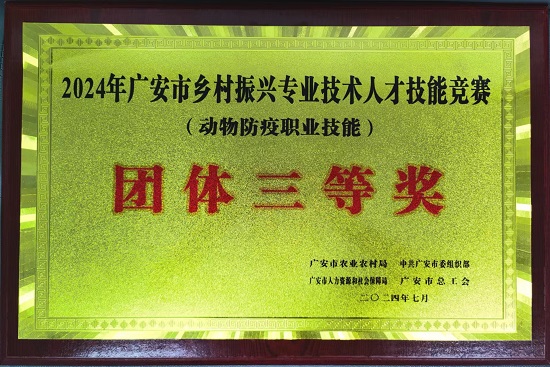 2024年广安市乡村振兴专业技术人才技能竞赛
（动物防疫职业技能）
团体三等奖
广安市农业农村局 中共广安市委组织部
广安市人力资源和社会保障局 广安市总工会
二〇二四年七月